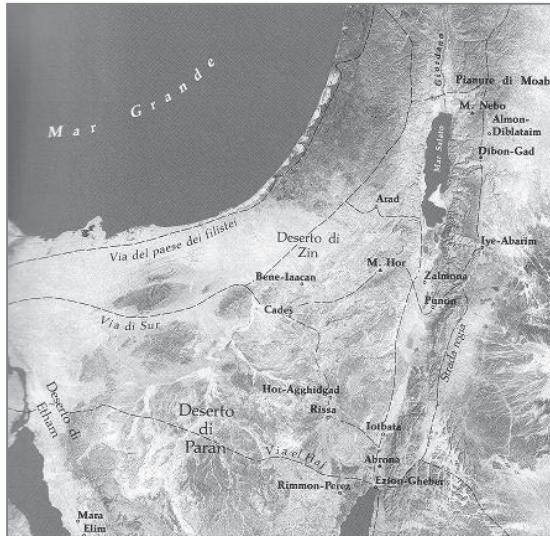 Mar Grande
Giordano
Pianure di Moab
M. Nebo
Almon-
Diblataim
Mar Salato
Dibon-Gad
Arad
Via del paese dei filistei
Deserto di
Zin
Iye-Abarim
Bene-Iaacan
M. Hor
Zalmona
Cades
Punon
Via di Sur
Strada regia
Deserto di
Etham
Hor-Agghidgad
Deserto
di
Paran
Rissa
Iotbata
Via el Haj
Abrona
Rimmon-Perez
Ezion-Gheber
Mara
Elim